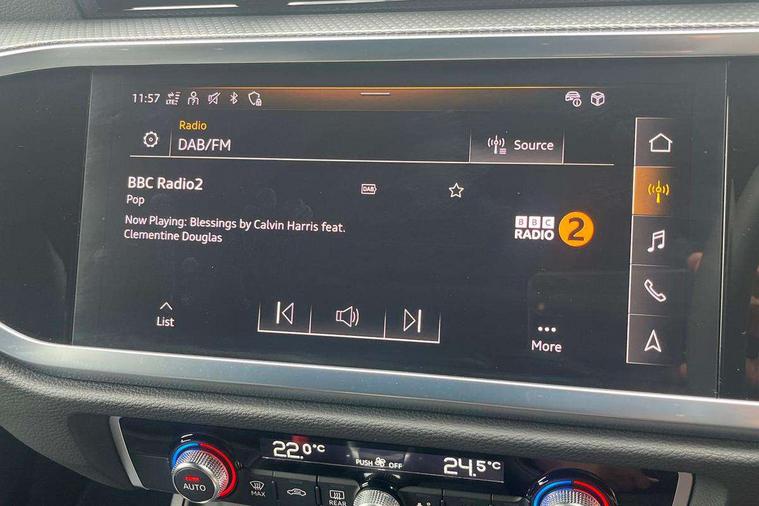 11:57 LTE
Radio
DAB/FM
Source
BBC Radio2
DAB
Pop
Now Playing: Blessings by Calvin Harris feat.
Clementine Douglas
BBC
RADIO 2
List
More
22.0°C
PUSH OFF
24.5°C
AUTO
MAX
REAR
A